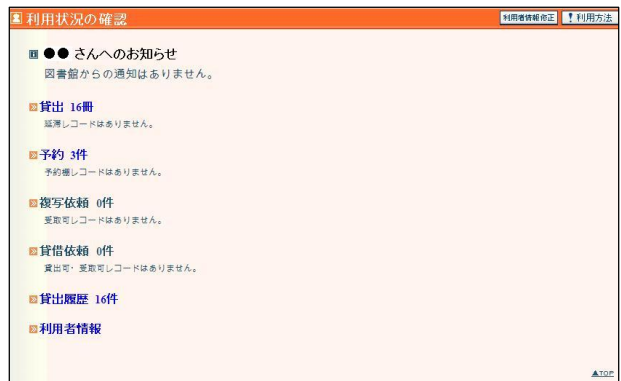 利用状況の確認
利用者情報修正
!利用方法
●● さんへのお知らせ
図書館からの通知はありません。
貸出 16冊
延滞レコードはありません。
予約 3件
予約棚レコードはありません。
複写依頼 0件
受取可レコードはありません。
貸借依頼 0件
貸出可・受取可レコードはありません。
貸出履歴 16件
利用者情報
▲TOP